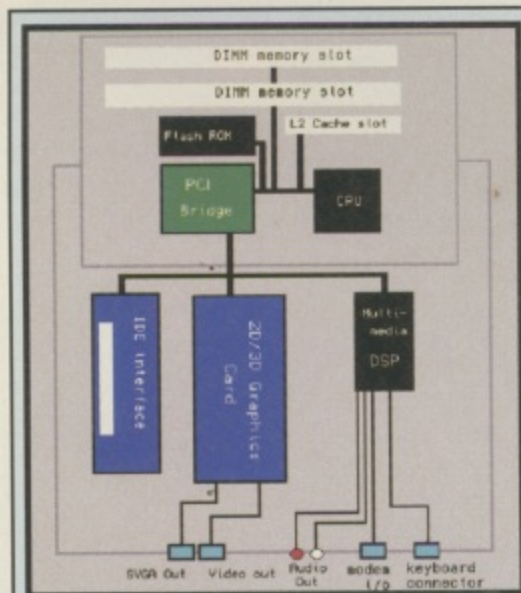 DIMM memory slot
DIMM memory slot
L2 Cache slot
Flash ROM
PCI
Bridge
CPU
IDE Interface
2D/3D Graphics
Card
Multi-
media
DSP
SVGA Out
Video out
Audio
Out
modem
i/o
keyboard
connector